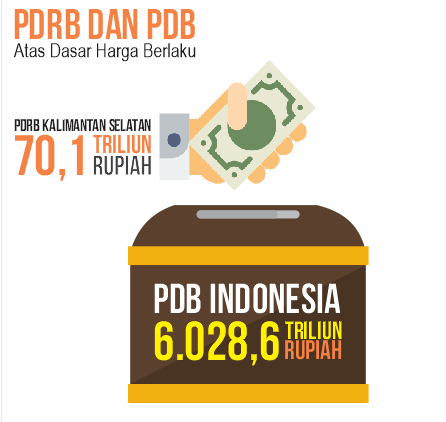 PDRB DAN PDB
Atas Dasar Harga Berlaku
PDRB KALIMANTAN SELATAN
70,1 TRILIUN
RUPIAH
PDB INDONESIA
6.028,6 TRILIUN
RUPIAH